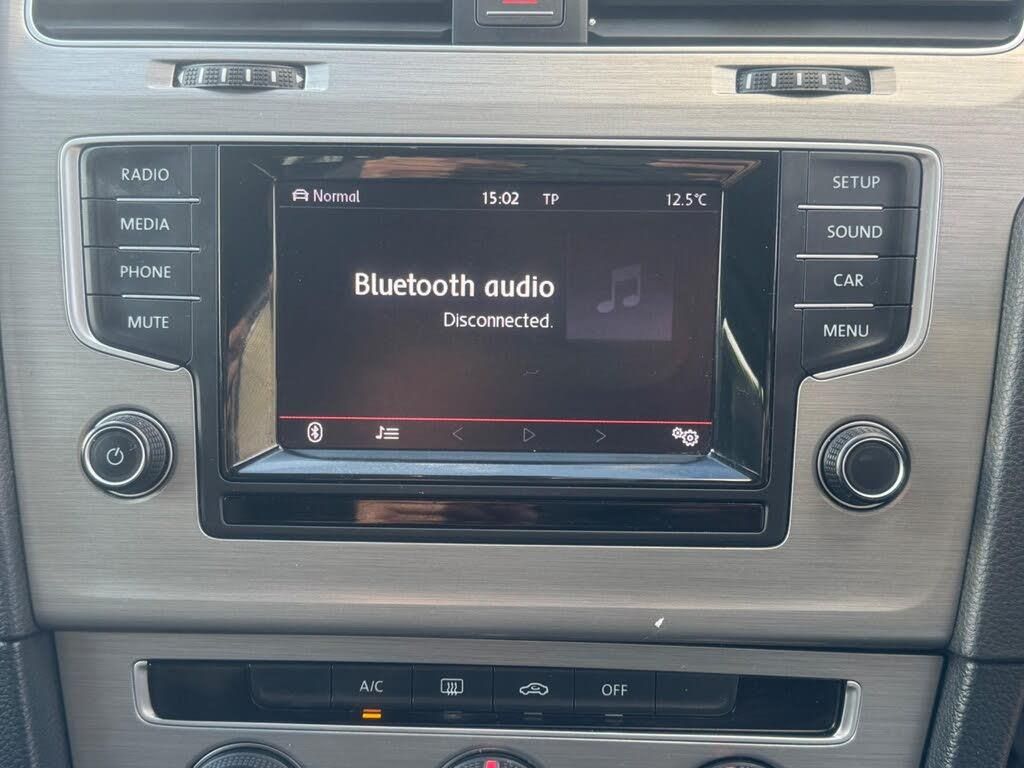 RADIO
MEDIA
PHONE
MUTE
Normal 15:02 TP 12.5°C
Bluetooth audio
Disconnected.
SETUP
SOUND
CAR
MENU
A/C OFF